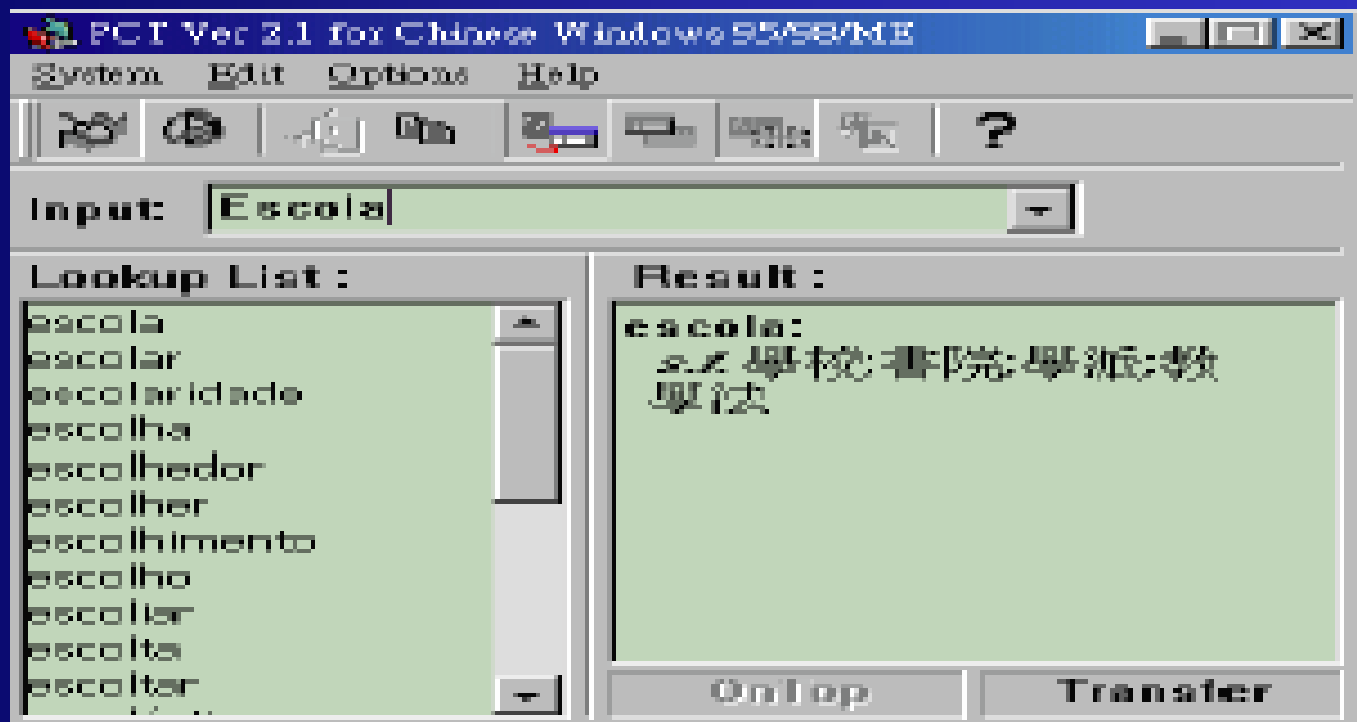 PCT Ver 2.1 for Chinese Windows 95/98/ME
System Edit Options Help
?
Input: Escola
Lookup List :
escola
escolar
escolaridade
escolha
escolhedor
escolher
escolhimento
escolho
escoliar
escolta
escoltar
Result :
escola:
s.f. 學校;書院;學派;教
學法
OnTop Transfer